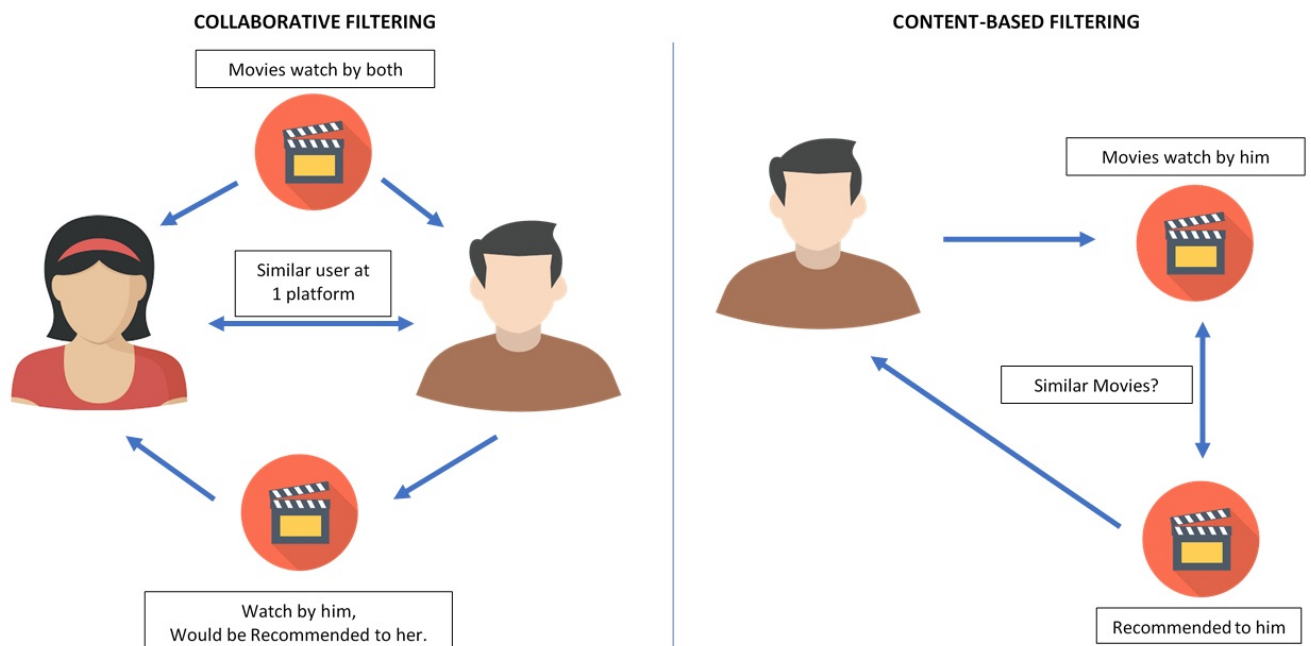 COLLABORATIVE FILTERING
Movies watch by both
Similar user at
1 platform
Watch by him,
Would be Recommended to her.
CONTENT-BASED FILTERING
Movies watch by him
Similar Movies?
Recommended to him